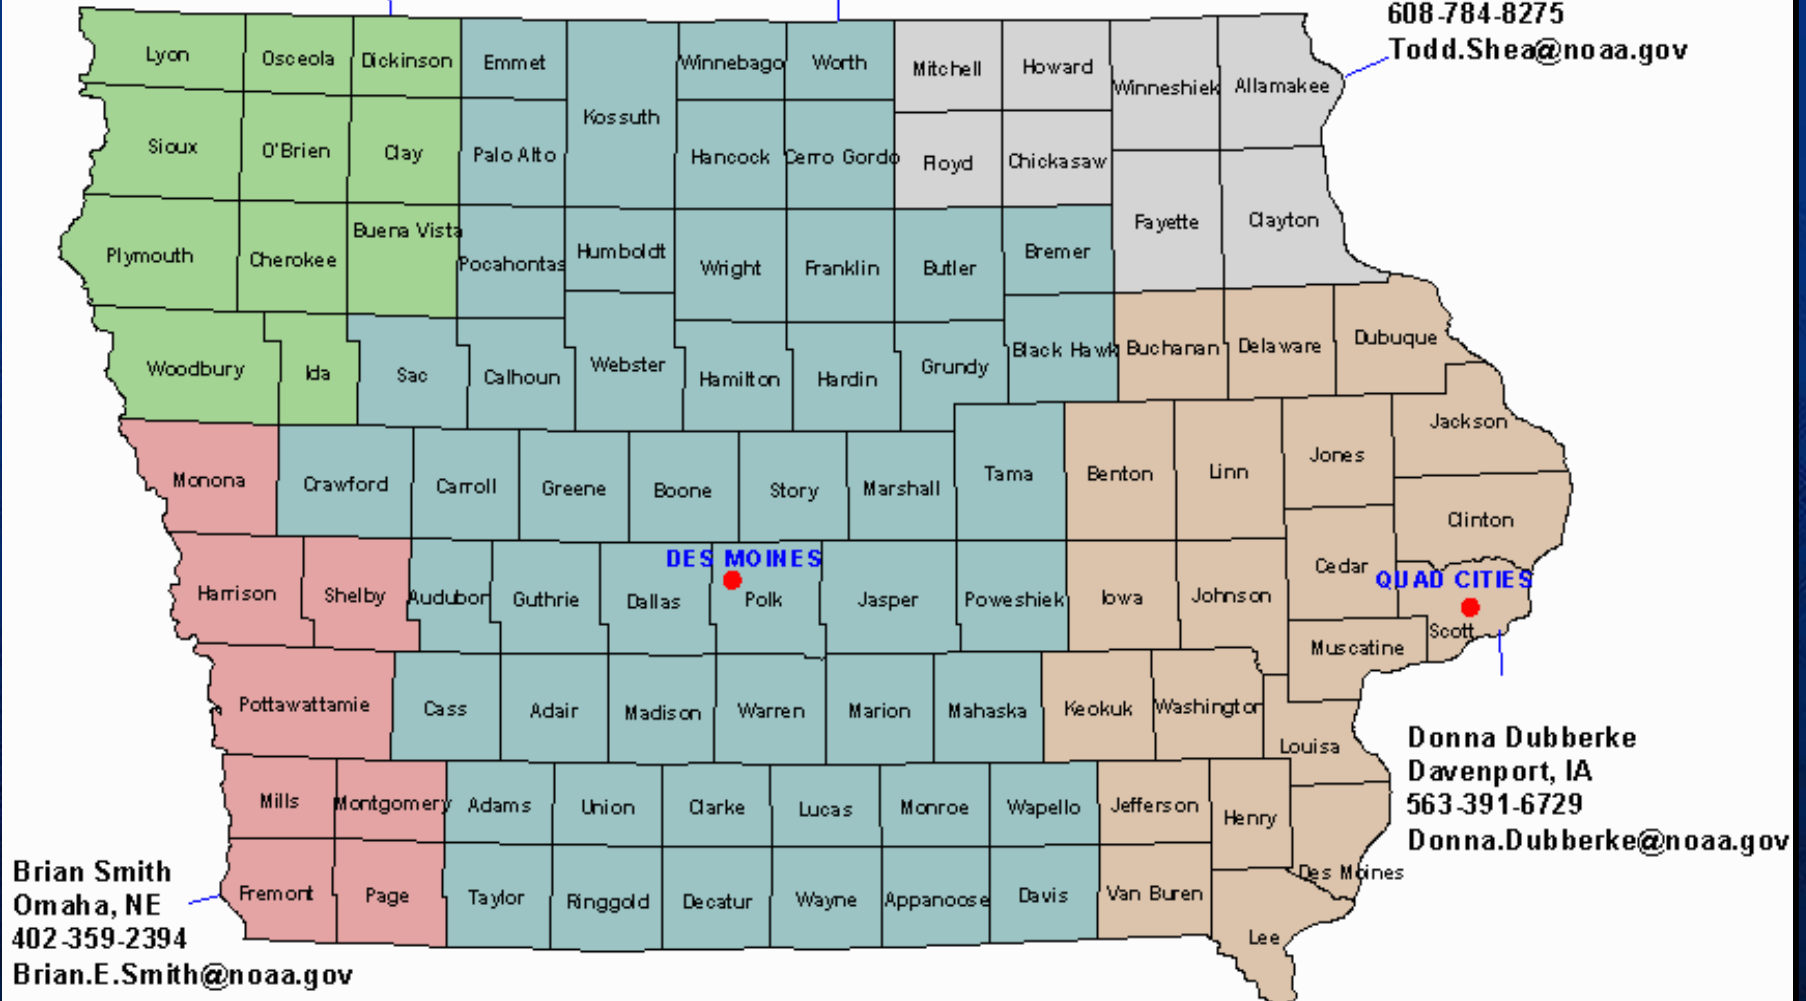 608-784-8275
Todd.Shea@noaa.gov
Lyon
Osceola
Dickinson
Emmet
Kossuth
Winnebago
Worth
Mitchell
Howard
Winneshiek
Allamakee
Sioux
O'Brien
Clay
Palo Alto
Hancock
Cerro Gordo
Floyd
Chickasaw
Fayette
Clayton
Plymouth
Cherokee
Buena Vista
Pocahontas
Humboldt
Wright
Franklin
Butler
Bremer
Woodbury
Ida
Sac
Calhoun
Webster
Hamilton
Hardin
Grundy
Black Hawk
Buchanan
Delaware
Dubuque
Monona
Crawford
Carroll
Greene
Boone
Story
Marshall
Tama
Benton
Linn
Jones
Jackson
Clinton
Harrison
Shelby
Audubon
Guthrie
Dallas
DES MOINES
Polk
Jasper
Poweshiek
Iowa
Johnson
Cedar
QUAD CITIES
Scott
Muscatine
Pottawattamie
Cass
Adair
Madison
Warren
Marion
Mahaska
Keokuk
Washington
Louisa
Mills
Montgomery
Adams
Union
Clarke
Lucas
Monroe
Wapello
Jefferson
Henry
Des Moines
Fremont
Page
Taylor
Ringgold
Decatur
Wayne
Appanoose
Davis
Van Buren
Lee
Donna Dubberke
Davenport, IA
563-391-6729
Donna.Dubberke@noaa.gov
Brian Smith
Omaha, NE
402-359-2394
Brian.E.Smith@noaa.gov